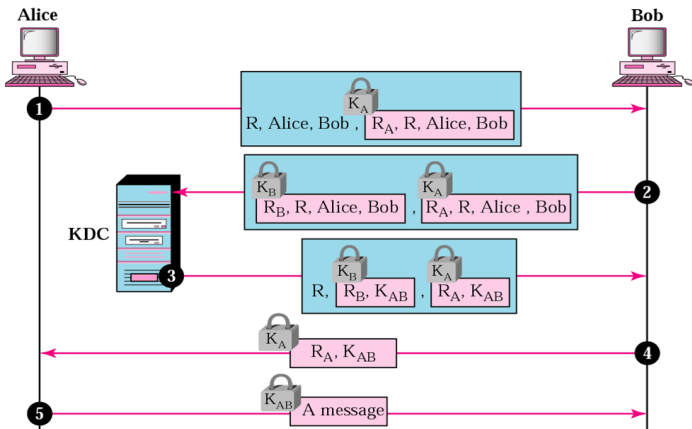 Alice Bob
1
K_A
R, Alice, Bob , R_A, R, Alice, Bob
K_B K_A
R_B, R, Alice, Bob , R_A, R, Alice , Bob
2
KDC
3
K_B K_A
R, R_B, K_AB , R_A, K_AB
K_A
R_A, K_AB
4
K_AB
5
A message